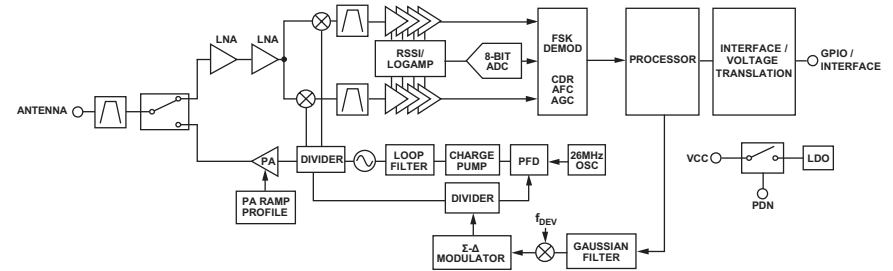 LNA
LNA
RSSI/
LOGAMP
8-BIT
ADC
FSK
DEMOD
CDR
AFC
AGC
PROCESSOR
INTERFACE /
VOLTAGE
TRANSLATION
GPIO /
INTERFACE
ANTENNA
PA
DIVIDER
LOOP
FILTER
CHARGE
PUMP
PFD
26MHz
OSC
VCC
LDO
PDN
PA RAMP
PROFILE
DIVIDER
fDEV
Σ-Δ
MODULATOR
GAUSSIAN
FILTER